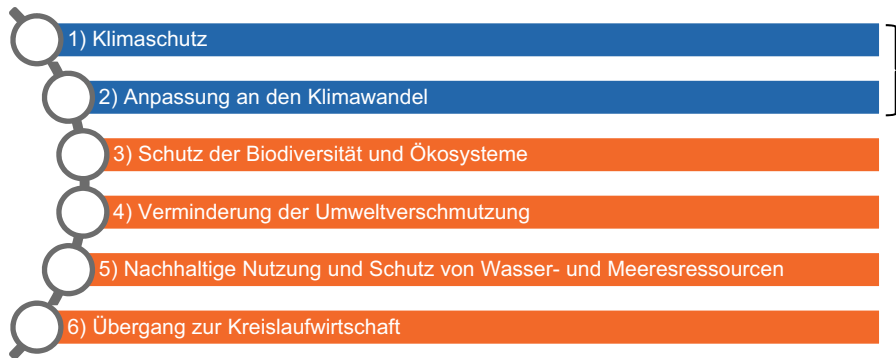 1) Klimaschutz
2) Anpassung an den Klimawandel
3) Schutz der Biodiversität und Ökosysteme
4) Verminderung der Umweltverschmutzung
5) Nachhaltige Nutzung und Schutz von Wasser- und Meeresressourcen
6) Übergang zur Kreislaufwirtschaft